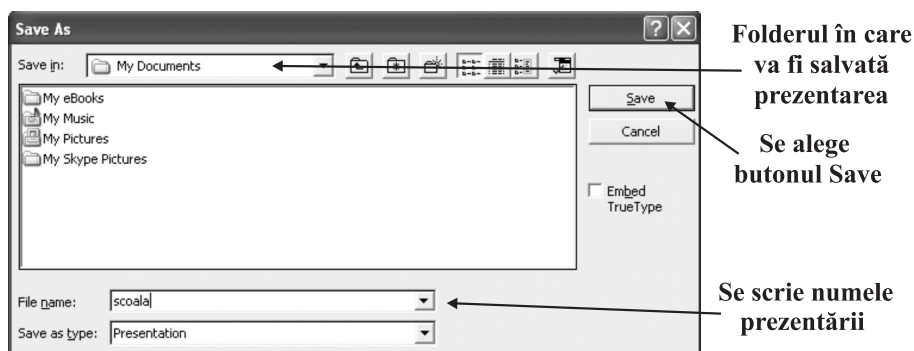 Save As
Save in: My Documents
My eBooks
My Music
My Pictures
My Skype Pictures
Save
Cancel
Embed
TrueType
File name: scoala
Save as type: Presentation
Folderul în care
va fi salvată
prezentarea
Se alege
butonul Save
Se scrie numele
prezentării